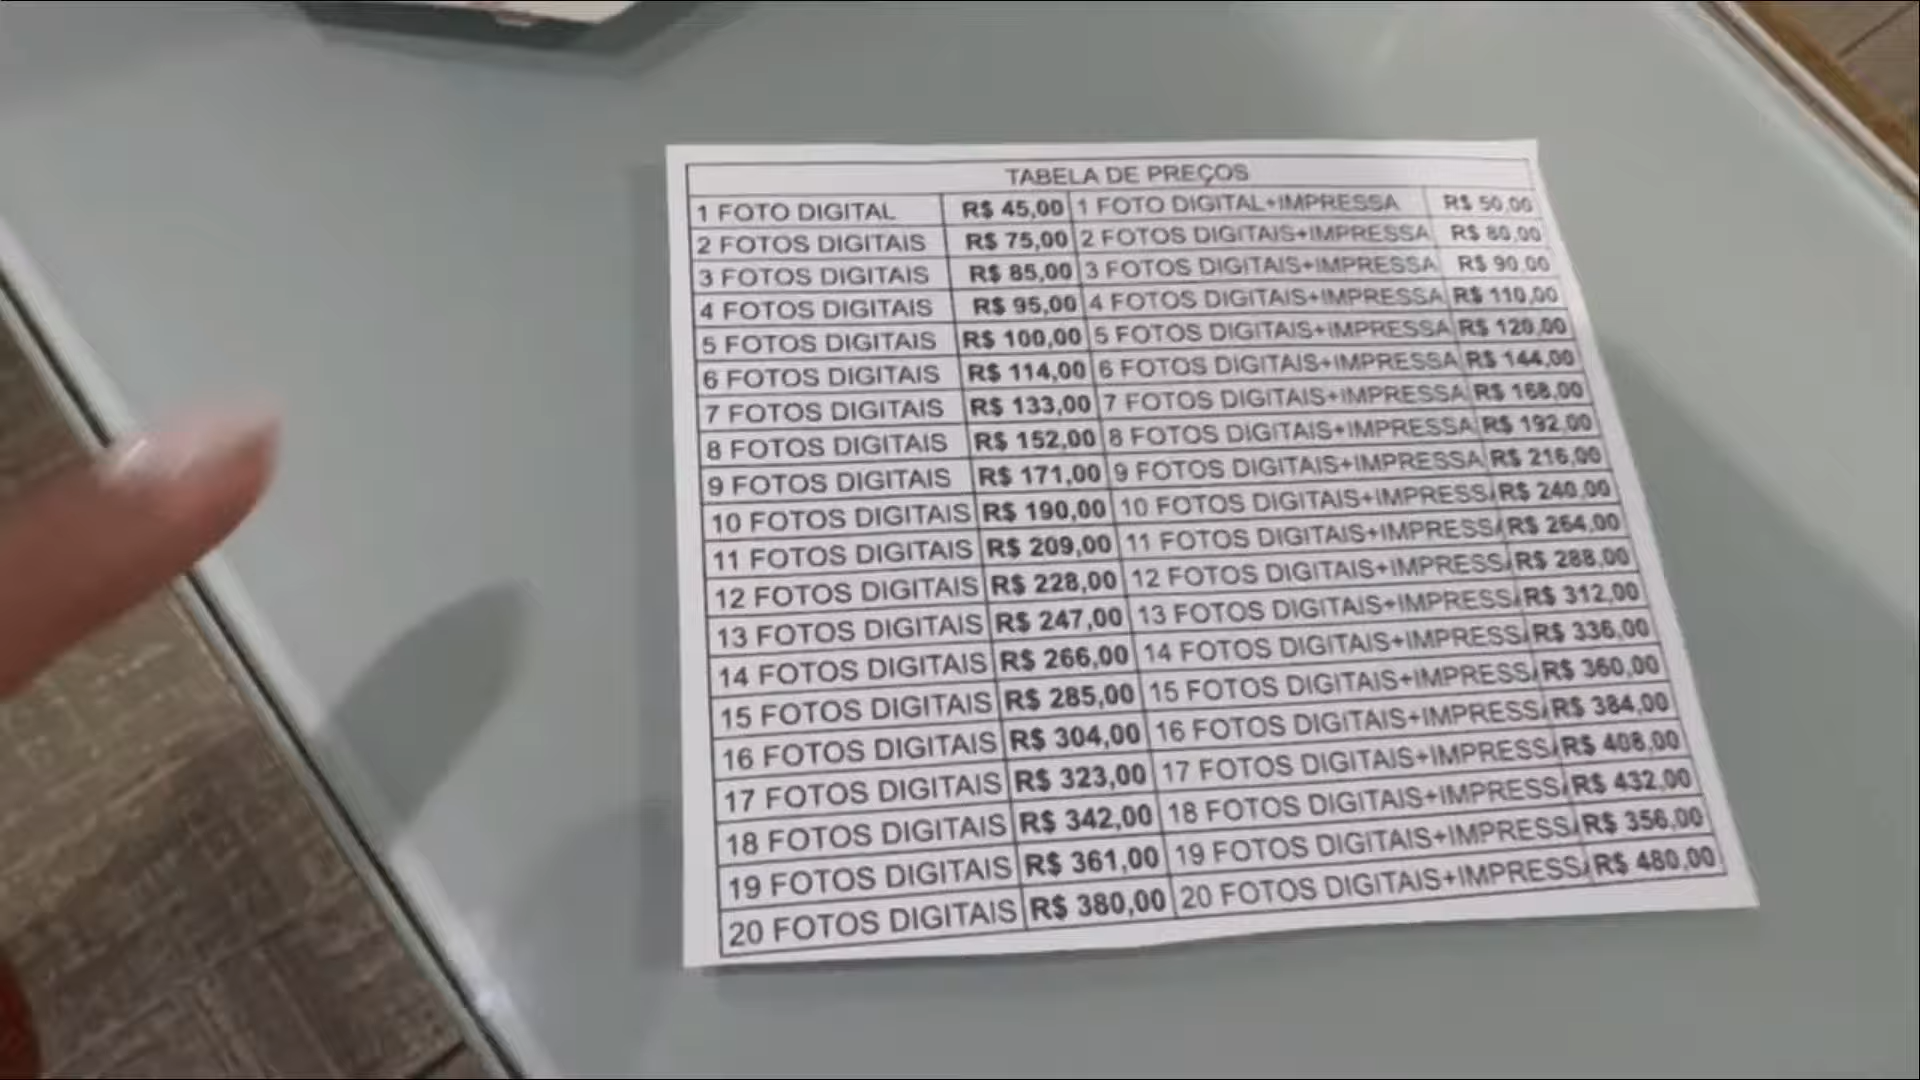 TABELA DE PREÇOS
1 FOTO DIGITAL R$ 45,00 1 FOTO DIGITAL+IMPRESSA R$ 50,00
2 FOTOS DIGITAIS R$ 75,00 2 FOTOS DIGITAIS+IMPRESSA R$ 80,00
3 FOTOS DIGITAIS R$ 85,00 3 FOTOS DIGITAIS+IMPRESSA R$ 90,00
4 FOTOS DIGITAIS R$ 95,00 4 FOTOS DIGITAIS+IMPRESSA R$ 110,00
5 FOTOS DIGITAIS R$ 100,00 5 FOTOS DIGITAIS+IMPRESSA R$ 120,00
6 FOTOS DIGITAIS R$ 114,00 6 FOTOS DIGITAIS+IMPRESSA R$ 144,00
7 FOTOS DIGITAIS R$ 133,00 7 FOTOS DIGITAIS+IMPRESSA R$ 168,00
8 FOTOS DIGITAIS R$ 152,00 8 FOTOS DIGITAIS+IMPRESSA R$ 192,00
9 FOTOS DIGITAIS R$ 171,00 9 FOTOS DIGITAIS+IMPRESSA R$ 216,00
10 FOTOS DIGITAIS R$ 190,00 10 FOTOS DIGITAIS+IMPRESSA R$ 240,00
11 FOTOS DIGITAIS R$ 209,00 11 FOTOS DIGITAIS+IMPRESSA R$ 264,00
12 FOTOS DIGITAIS R$ 228,00 12 FOTOS DIGITAIS+IMPRESSA R$ 288,00
13 FOTOS DIGITAIS R$ 247,00 13 FOTOS DIGITAIS+IMPRESSA R$ 312,00
14 FOTOS DIGITAIS R$ 266,00 14 FOTOS DIGITAIS+IMPRESSA R$ 336,00
15 FOTOS DIGITAIS R$ 285,00 15 FOTOS DIGITAIS+IMPRESSA R$ 360,00
16 FOTOS DIGITAIS R$ 304,00 16 FOTOS DIGITAIS+IMPRESSA R$ 384,00
17 FOTOS DIGITAIS R$ 323,00 17 FOTOS DIGITAIS+IMPRESSA R$ 408,00
18 FOTOS DIGITAIS R$ 342,00 18 FOTOS DIGITAIS+IMPRESSA R$ 432,00
19 FOTOS DIGITAIS R$ 361,00 19 FOTOS DIGITAIS+IMPRESSA R$ 356,00
20 FOTOS DIGITAIS R$ 380,00 20 FOTOS DIGITAIS+IMPRESSA R$ 480,00